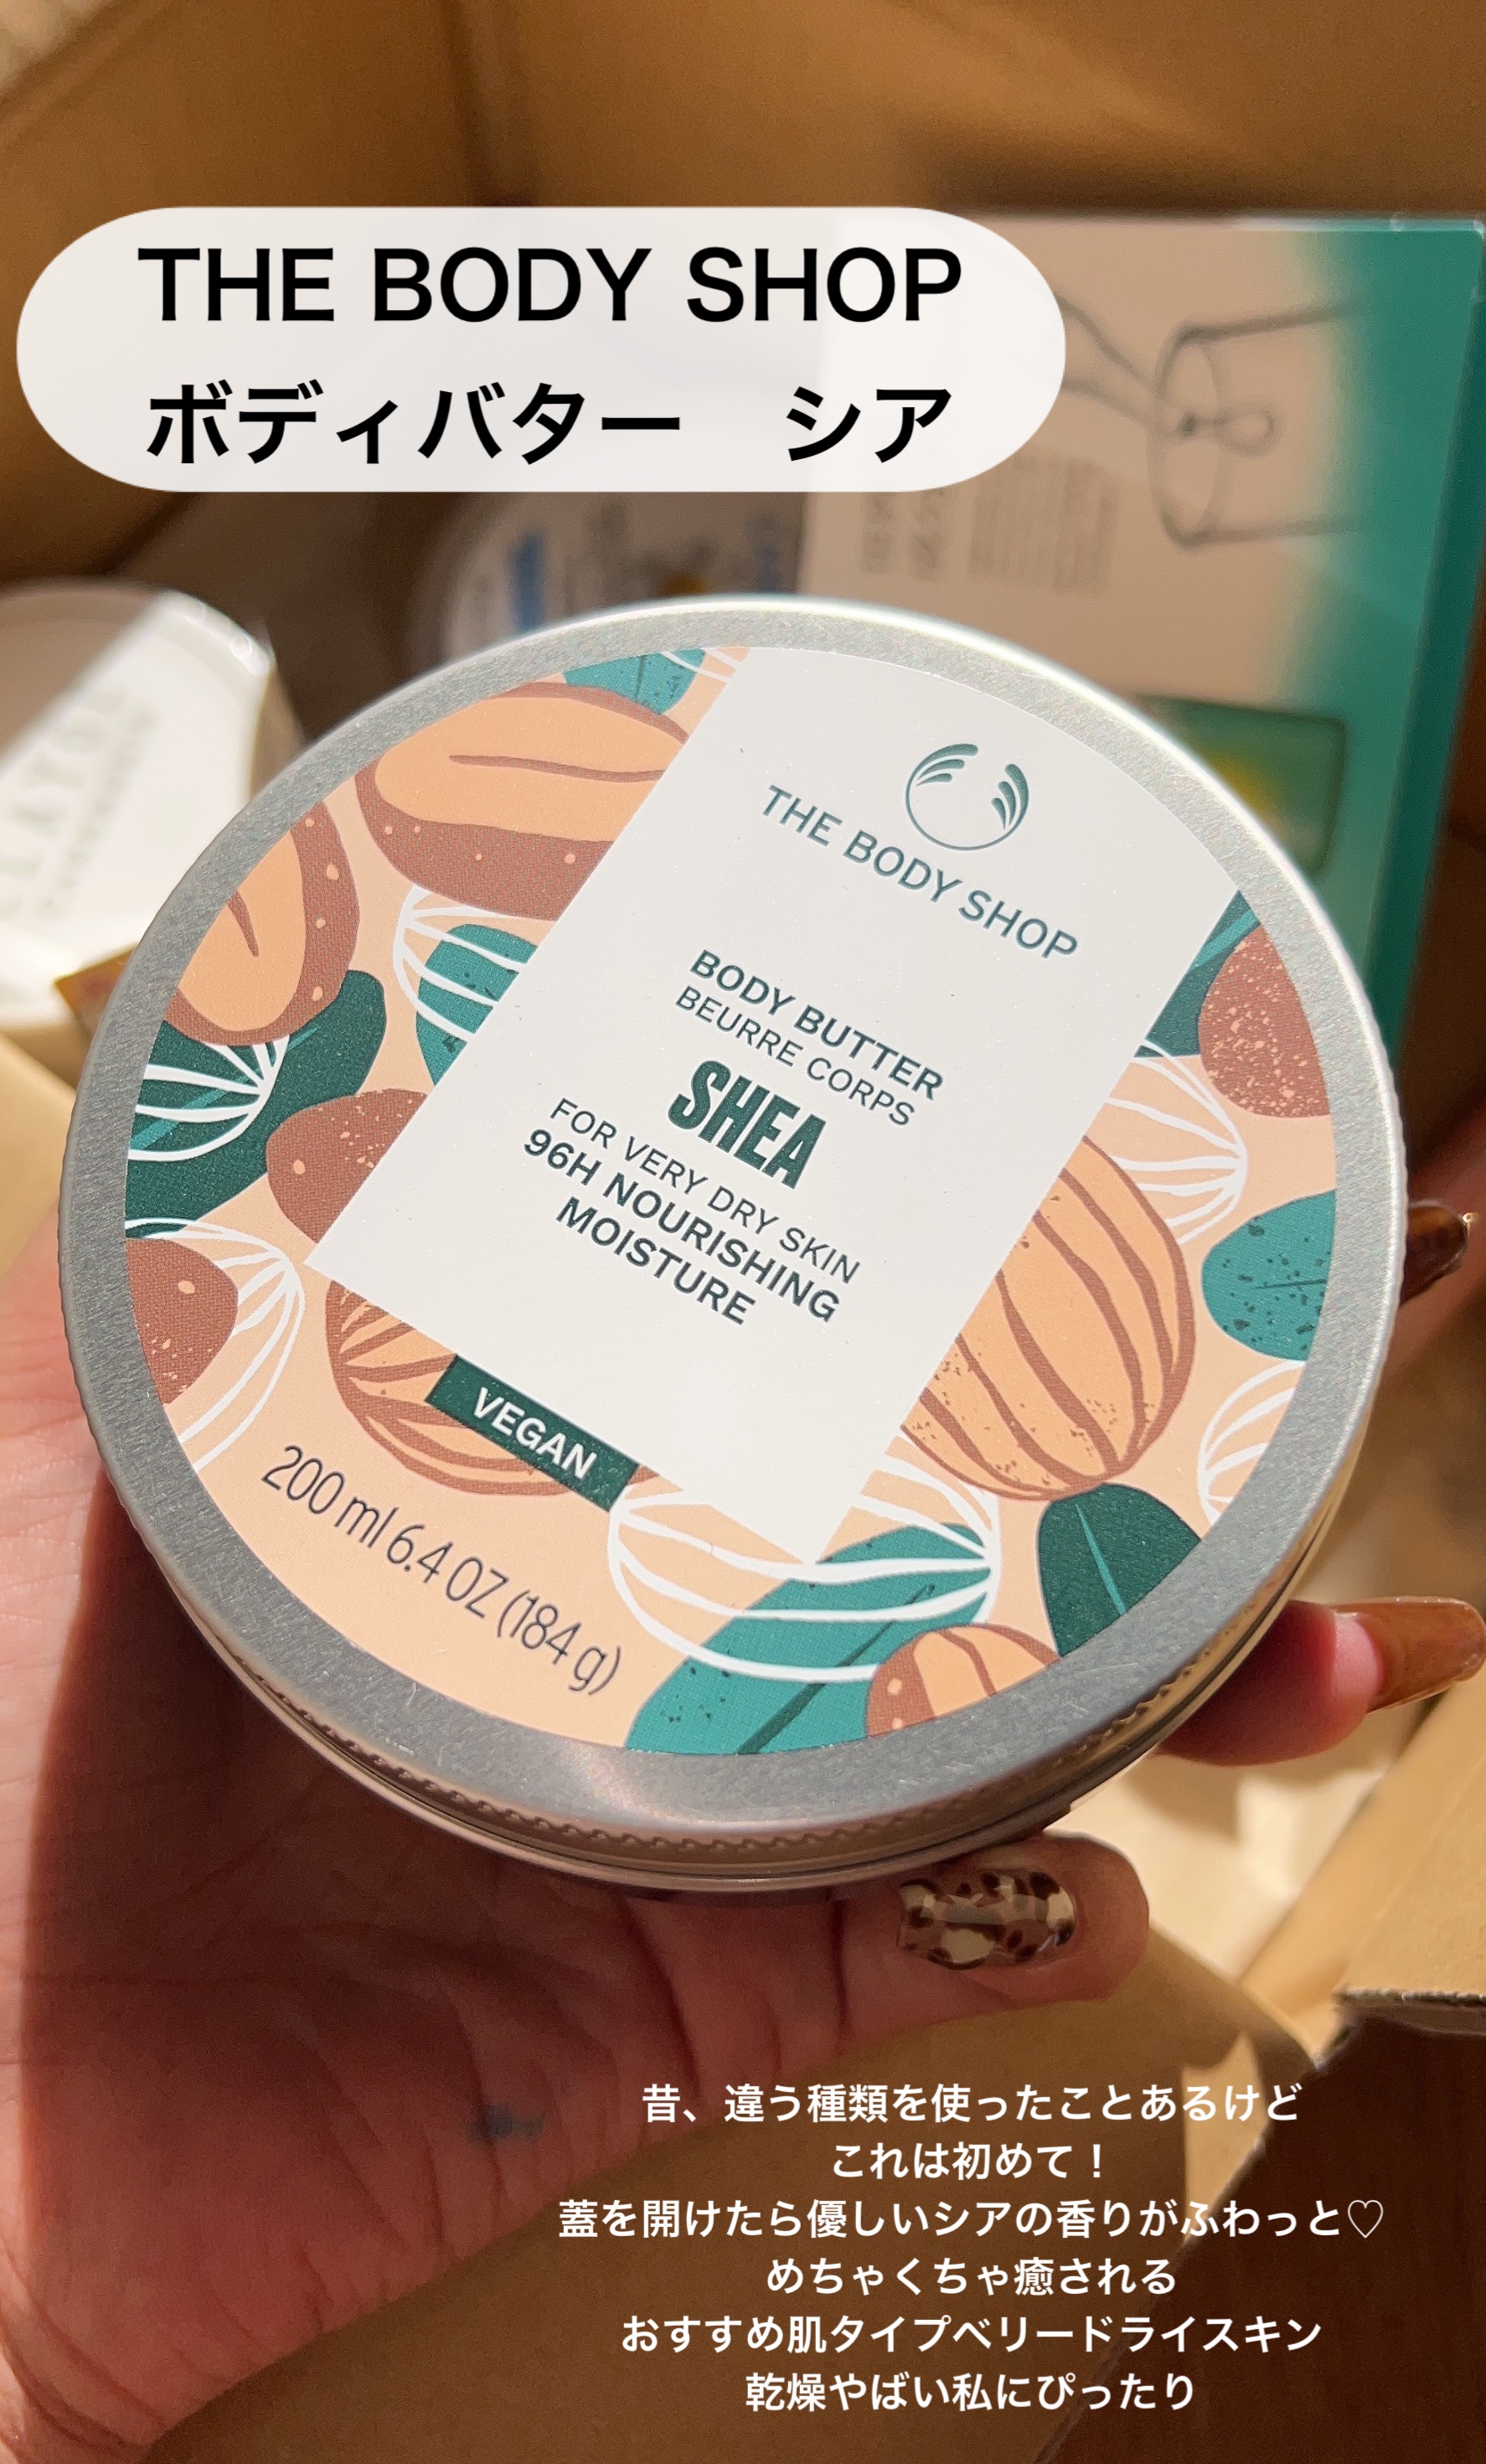 THE BODY SHOP
ボディバター　シア
THE BODY SHOP
BODY BUTTER
BEURRE CORPS
SHEA
FOR VERY DRY SKIN
96H NOURISHING
MOISTURE
VEGAN
200 ml 6.4 OZ (184 g)
昔、違う種類を使ったことあるけど
これは初めて！
蓋を開けたら優しいシアの香りがふわっと♡
めちゃくちゃ癒される
おすすめ肌タイプベリードライスキン
乾燥やばい私にぴったり